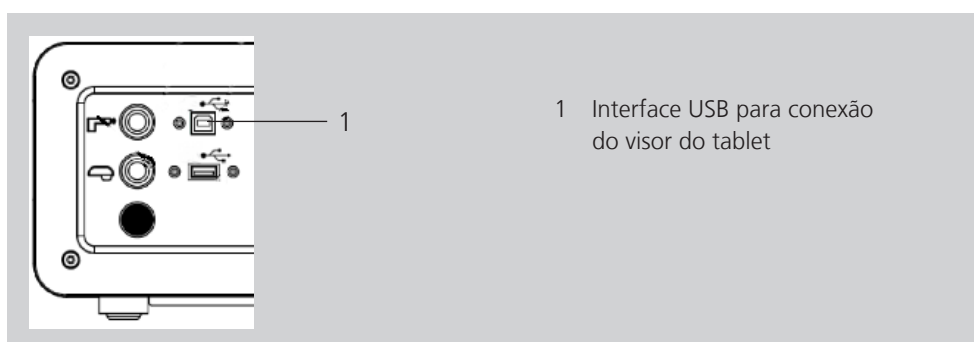 1
1 Interface USB para conexão
do visor do tablet